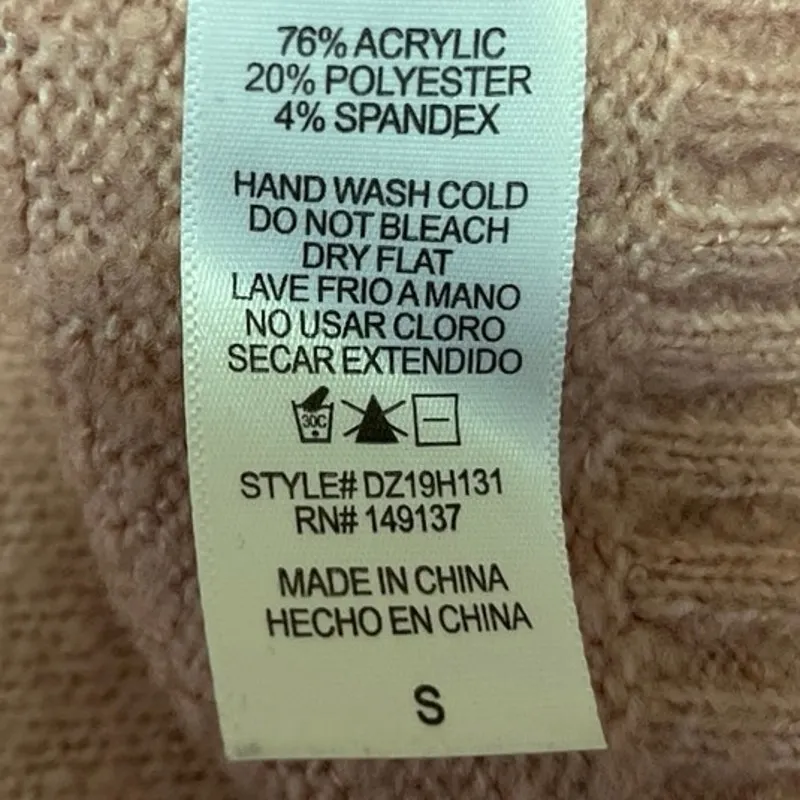 76% ACRYLIC
20% POLYESTER
4% SPANDEX
HAND WASH COLD
DO NOT BLEACH
DRY FLAT
LAVE FRIO A MANO
NO USAR CLORO
SECAR EXTENDIDO
30C
STYLE# DZ19H131
RN# 149137
MADE IN CHINA
HECHO EN CHINA
S